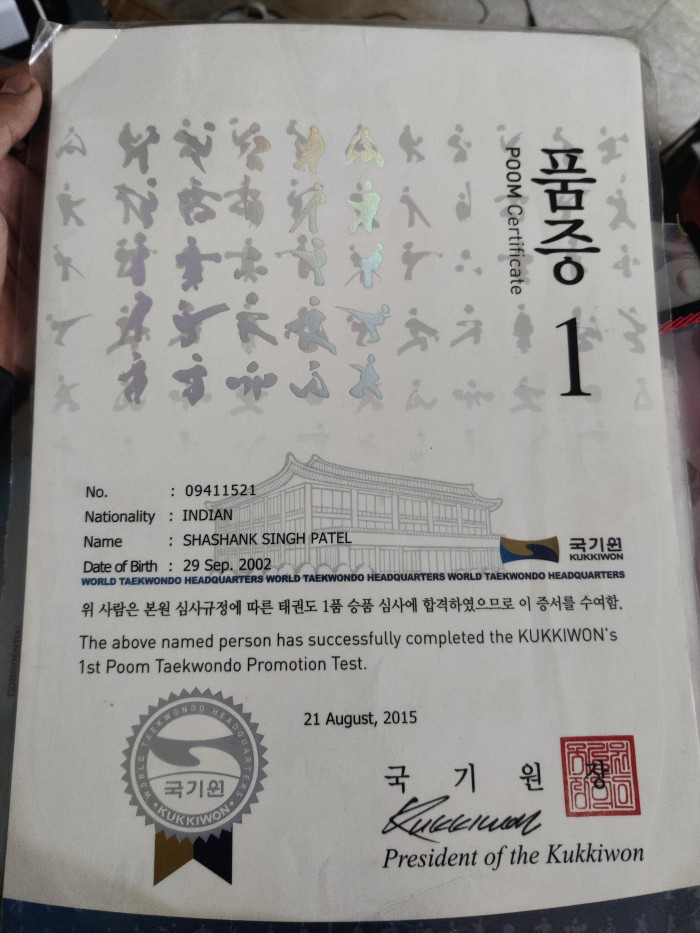 품증
POOM Certificate
1
No. : 09411521
Nationality : INDIAN
Name : SHASHANK SINGH PATEL
Date of Birth : 29 Sep. 2002
국기원
KUKKIWON
WORLD TAEKWONDO HEADQUARTERS WORLD TAEKWONDO HEADQUARTERS WORLD TAEKWONDO HEADQUARTERS
위 사람은 본원 심사규정에 따른 태권도 1품 승품 심사에 합격하였으므로 이 증서를 수여함.
The above named person has successfully completed the KUKKIWON's
1st Poom Taekwondo Promotion Test.
21 August, 2015
WORLD TAEKWONDO HEADQUARTERS
국기원
KUKKIWON
국 기 원 장
Kukkiwon
President of the Kukkiwon